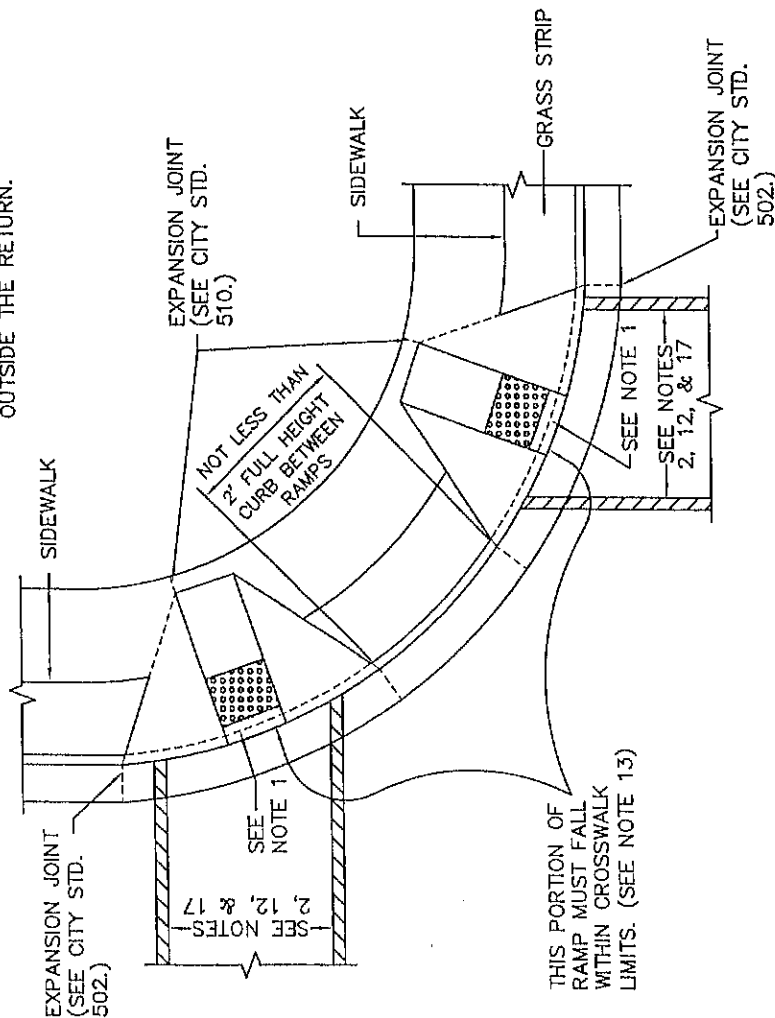 OUTSIDE THE RETURN.
SIDEWALK
EXPANSION JOINT
(SEE CITY STD.
510.)
SIDEWALK
GRASS STRIP
NOT LESS THAN
2' FULL HEIGHT
CURB BETWEEN
RAMPS
EXPANSION JOINT
(SEE CITY STD.
502.)
SEE
NOTE 1
SEE NOTES
2, 12, & 17
SEE NOTE 1
SEE NOTES
2, 12, & 17
EXPANSION JOINT
(SEE CITY STD.
502.)
THIS PORTION OF
RAMP MUST FALL
WITHIN CROSSWALK
LIMITS. (SEE NOTE 13)